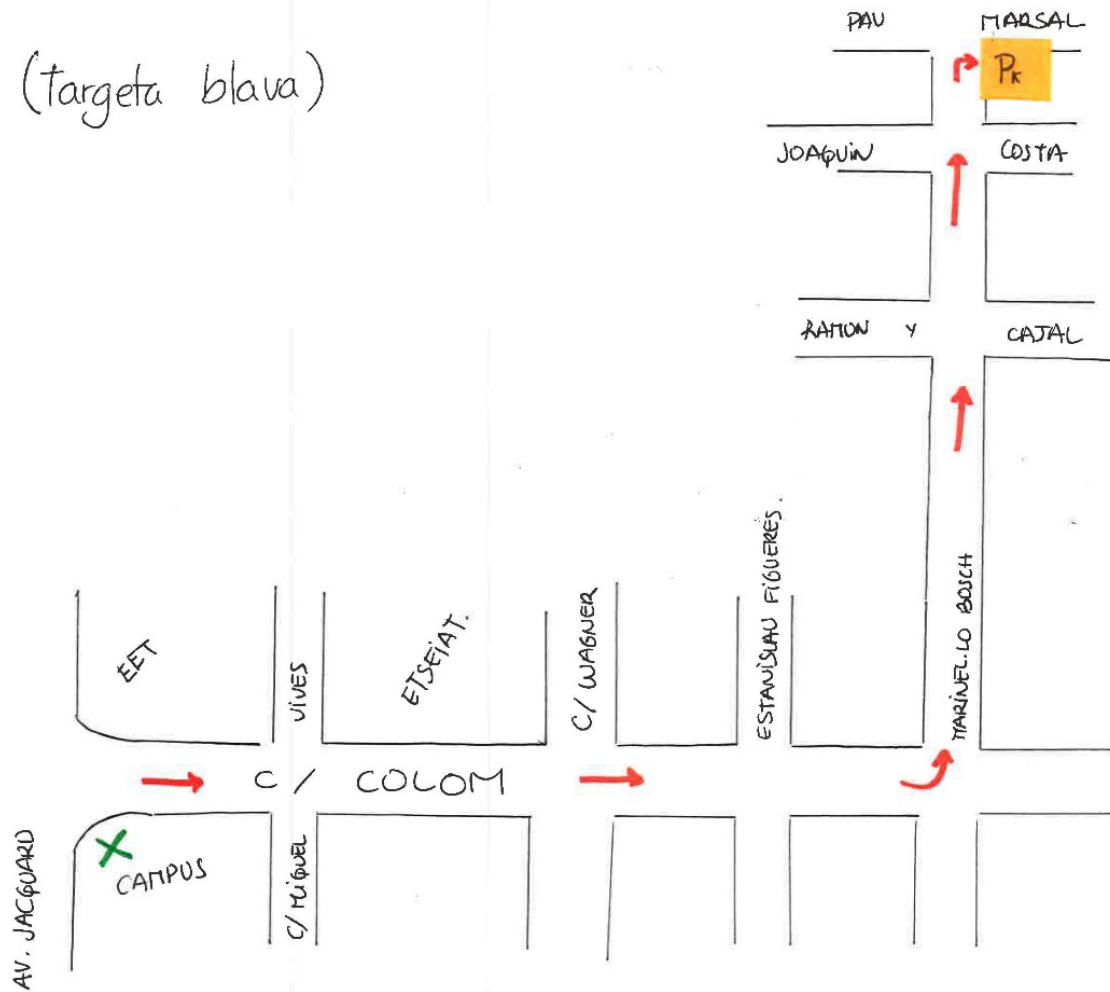 PAU MARSAL
(Targeta blava)
PK
JOAQUIN COSTA
RAMON Y CAJAL
EET
VIVES
ETSEIAT.
C/ WAGNER
ESTANISLAU FIGUERES.
MARINEL.LO BOSCH
C/ COLOM
AV. JACQUARD
CAMPUS
C/ MIGUEL